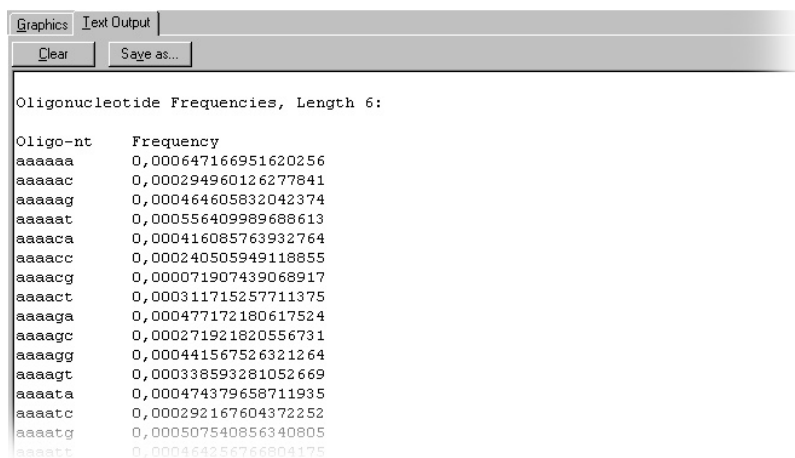 Graphics Text Output
Clear Save as...
Oligonucleotide Frequencies, Length 6:
Oligo-nt Frequency
aaaaaa 0,000647166951620256
aaaaac 0,000294960126277841
aaaaag 0,000464605832042374
aaaaat 0,000556409989688613
aaaaca 0,000416085763932764
aaaacc 0,000240505949118855
aaaacg 0,000071907439068917
aaaact 0,000311715257711375
aaaaga 0,000477172180617524
aaaagc 0,000271921820556731
aaaagg 0,000441567526321264
aaaagt 0,000338593281052669
aaaata 0,000474379658711935
aaaatc 0,000292167604372252
aaaatg 0,000507540856340805
aaaatt 0,000464256766804175